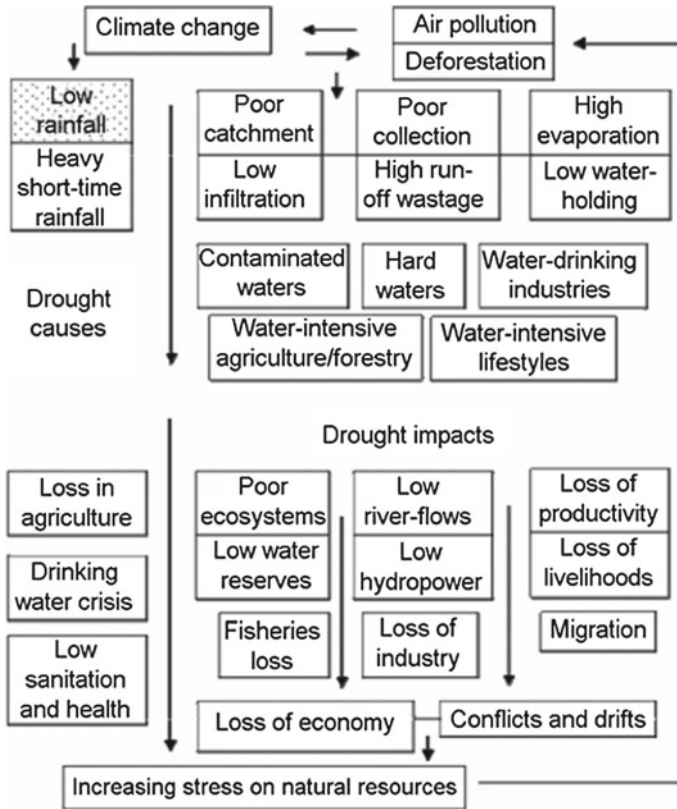 Climate change
Air pollution
Deforestation
Low
rainfall
Heavy
short-time
rainfall
Poor
catchment
Low
infiltration
Poor
collection
High run-
off wastage
High
evaporation
Low water-
holding
Contaminated
waters
Hard
waters
Water-drinking
industries
Drought
causes
Water-intensive
agriculture/forestry
Water-intensive
lifestyles
Drought impacts
Loss in
agriculture
Drinking
water crisis
Low
sanitation
and health
Poor
ecosystems
Low water
reserves
Low
river-flows
Low
hydropower
Loss of
productivity
Loss of
livelihoods
Fisheries
loss
Loss of
industry
Migration
Loss of economy
Conflicts and drifts
Increasing stress on natural resources